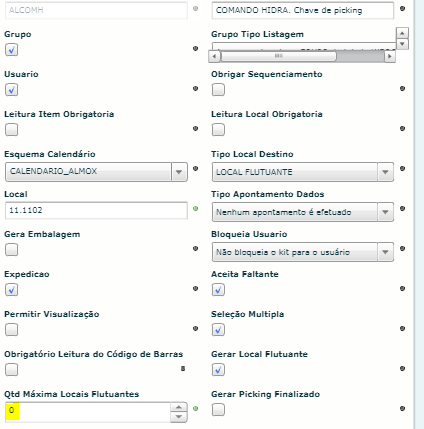 ALCOMH
COMANDO HIDRA. Chave de picking
Grupo
Grupo Tipo Listagem
Usuario
Obrigar Sequenciamento
Leitura Item Obrigatoria
Leitura Local Obrigatoria
Esquema Calendário
Tipo Local Destino
CALENDARIO_ALMOX
LOCAL FLUTUANTE
Local
Tipo Apontamento Dados
11.1102
Nenhum apontamento é efetuado
Gera Embalagem
Bloqueia Usuario
Não bloqueia o kit para o usuário
Expedicao
Aceita Faltante
Permitir Visualização
Seleção Multipla
Obrigatório Leitura do Código de Barras
Gerar Local Flutuante
Qtd Máxima Locais Flutuantes
Gerar Picking Finalizado
0